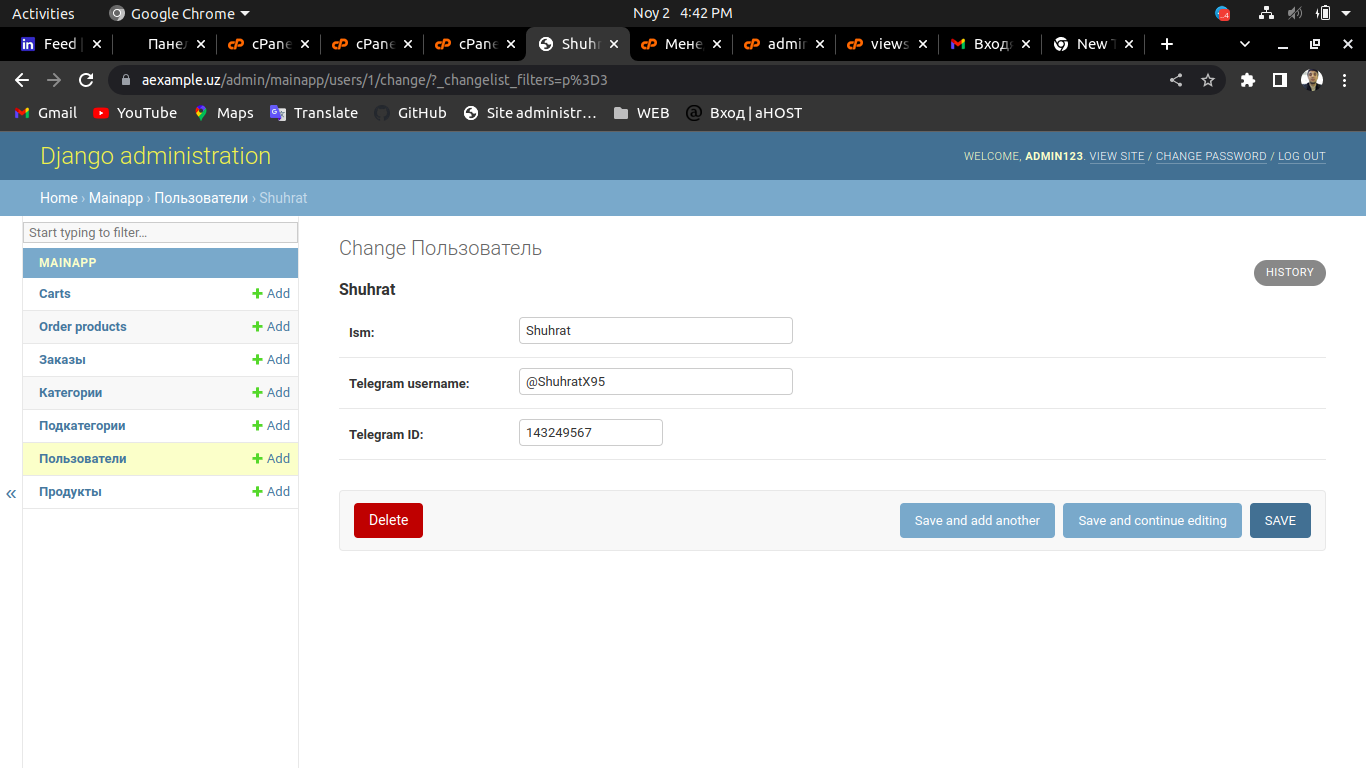 Activities Google Chrome Noy 2 4:42 PM
Feed | Панел cPane cPane cPane Shuhr Мене, admin views Входя New T
aexample.uz/admin/mainapp/users/1/change/?_changelist_filters=p%3D3
Gmail YouTube Maps Translate GitHub Site administr… WEB Вход | aHOST
Django administration
WELCOME, ADMIN123. VIEW SITE / CHANGE PASSWORD / LOG OUT
Home › Mainapp › Пользователи › Shuhrat
Start typing to filter…
MAINAPP
Carts + Add
Order products + Add
Заказы + Add
Категории + Add
Подкатегории + Add
Пользователи + Add
Продукты + Add
«
Change Пользователь
HISTORY
Shuhrat
Ism: Shuhrat
Telegram username: @ShuhratX95
Telegram ID: 143249567
Delete Save and add another Save and continue editing SAVE